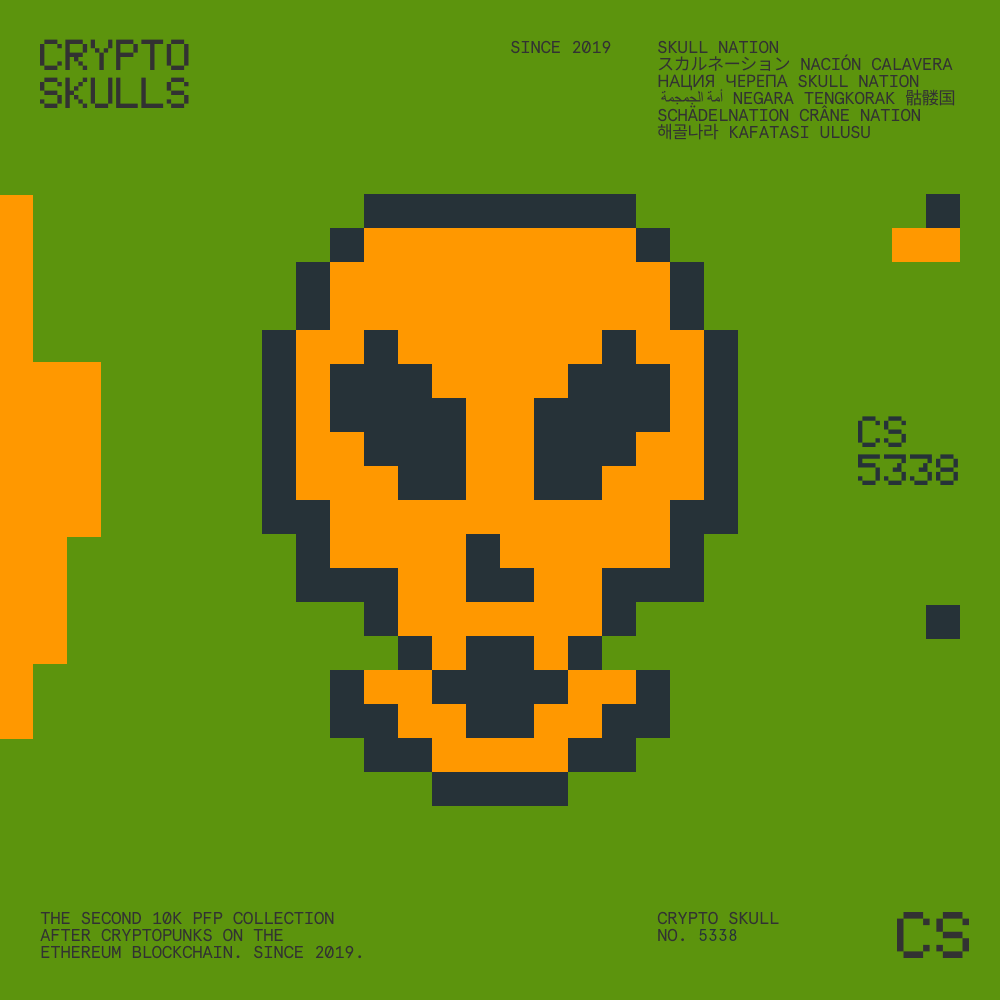 CRYPTO
SKULLS
SINCE 2019
SKULL NATION
スカルネーション NACIÓN CALAVERA
НАЦИЯ ЧЕРЕПА SKULL NATION
أمة الجمجمة NEGARA TENGKORAK 骷髅国
SCHÄDELNATION CRÂNE NATION
해골나라 KAFATASI ULUSU
CS
5338
THE SECOND 10K PFP COLLECTION
AFTER CRYPTOPUNKS ON THE
ETHEREUM BLOCKCHAIN. SINCE 2019.
CRYPTO SKULL
NO. 5338
CS